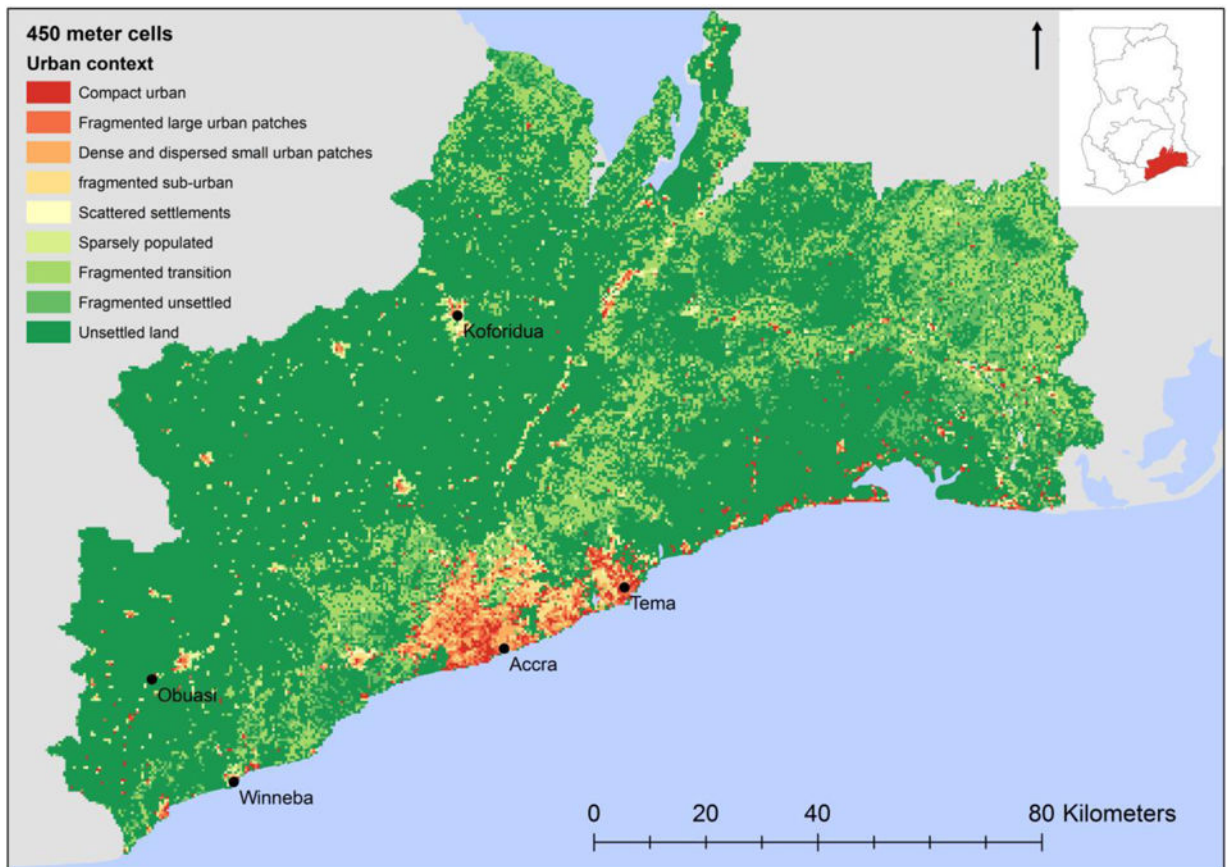 450 meter cells
Urban context
Compact urban
Fragmented large urban patches
Dense and dispersed small urban patches
fragmented sub-urban
Scattered settlements
Sparsely populated
Fragmented transition
Fragmented unsettled
Unsettled land
Koforidua
Tema
Accra
Obuasi
Winneba
0 20 40 80 Kilometers